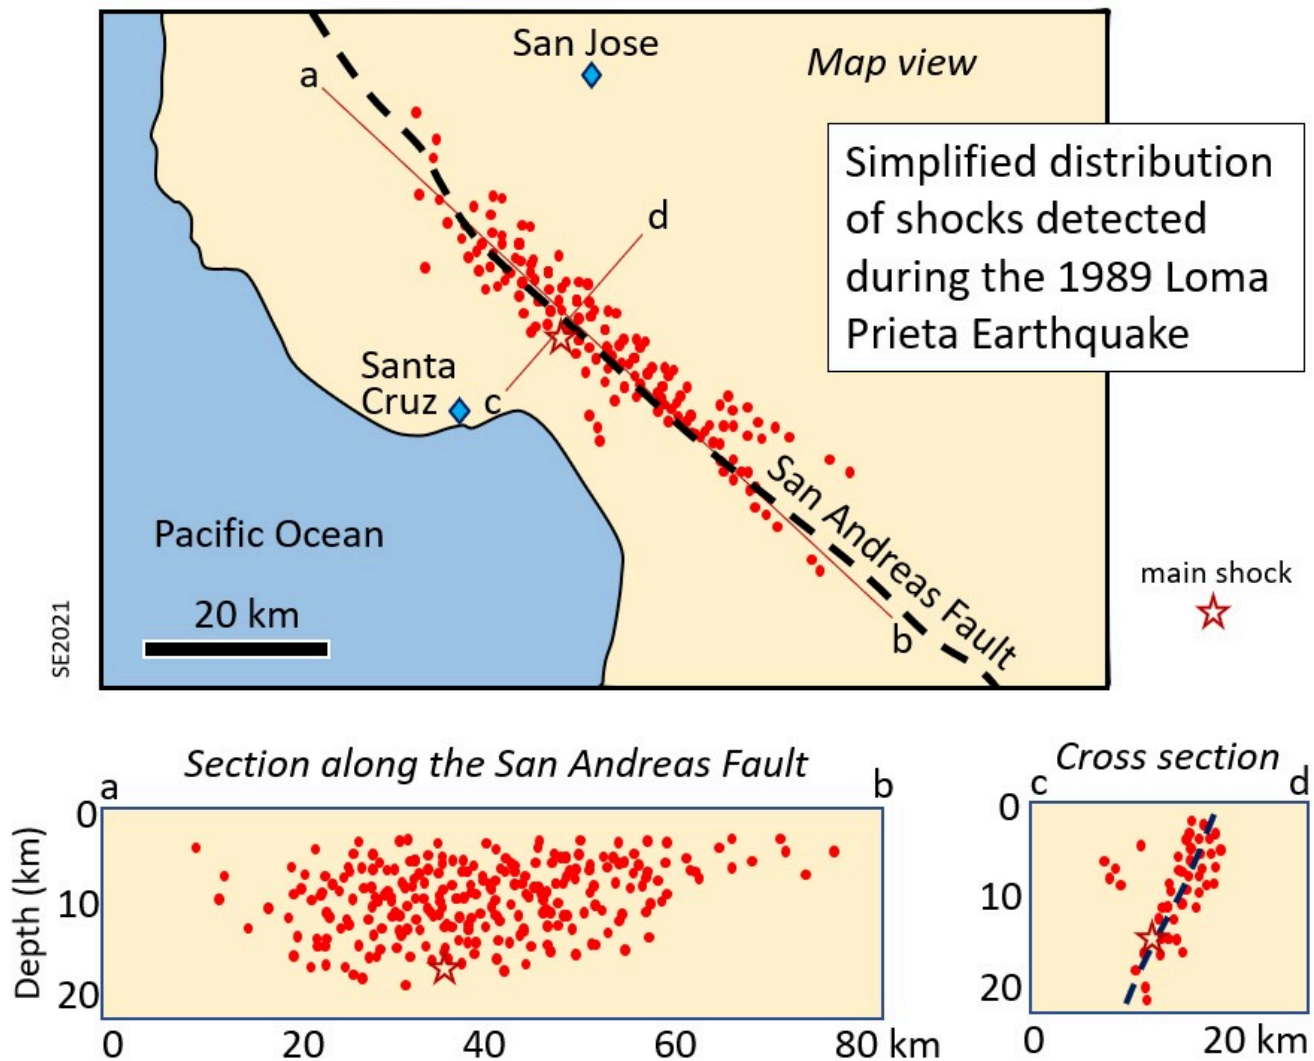 San Jose
Map view
a
Simplified distribution
of shocks detected
during the 1989 Loma
Prieta Earthquake
d
Santa
Cruz
c
San Andreas Fault
Pacific Ocean
main shock
20 km
b
SE2021
Section along the San Andreas Fault
a
b
Depth (km)
0
10
20
0
20
40
60
80 km
Cross section
c
d
0
10
20
0
20 km